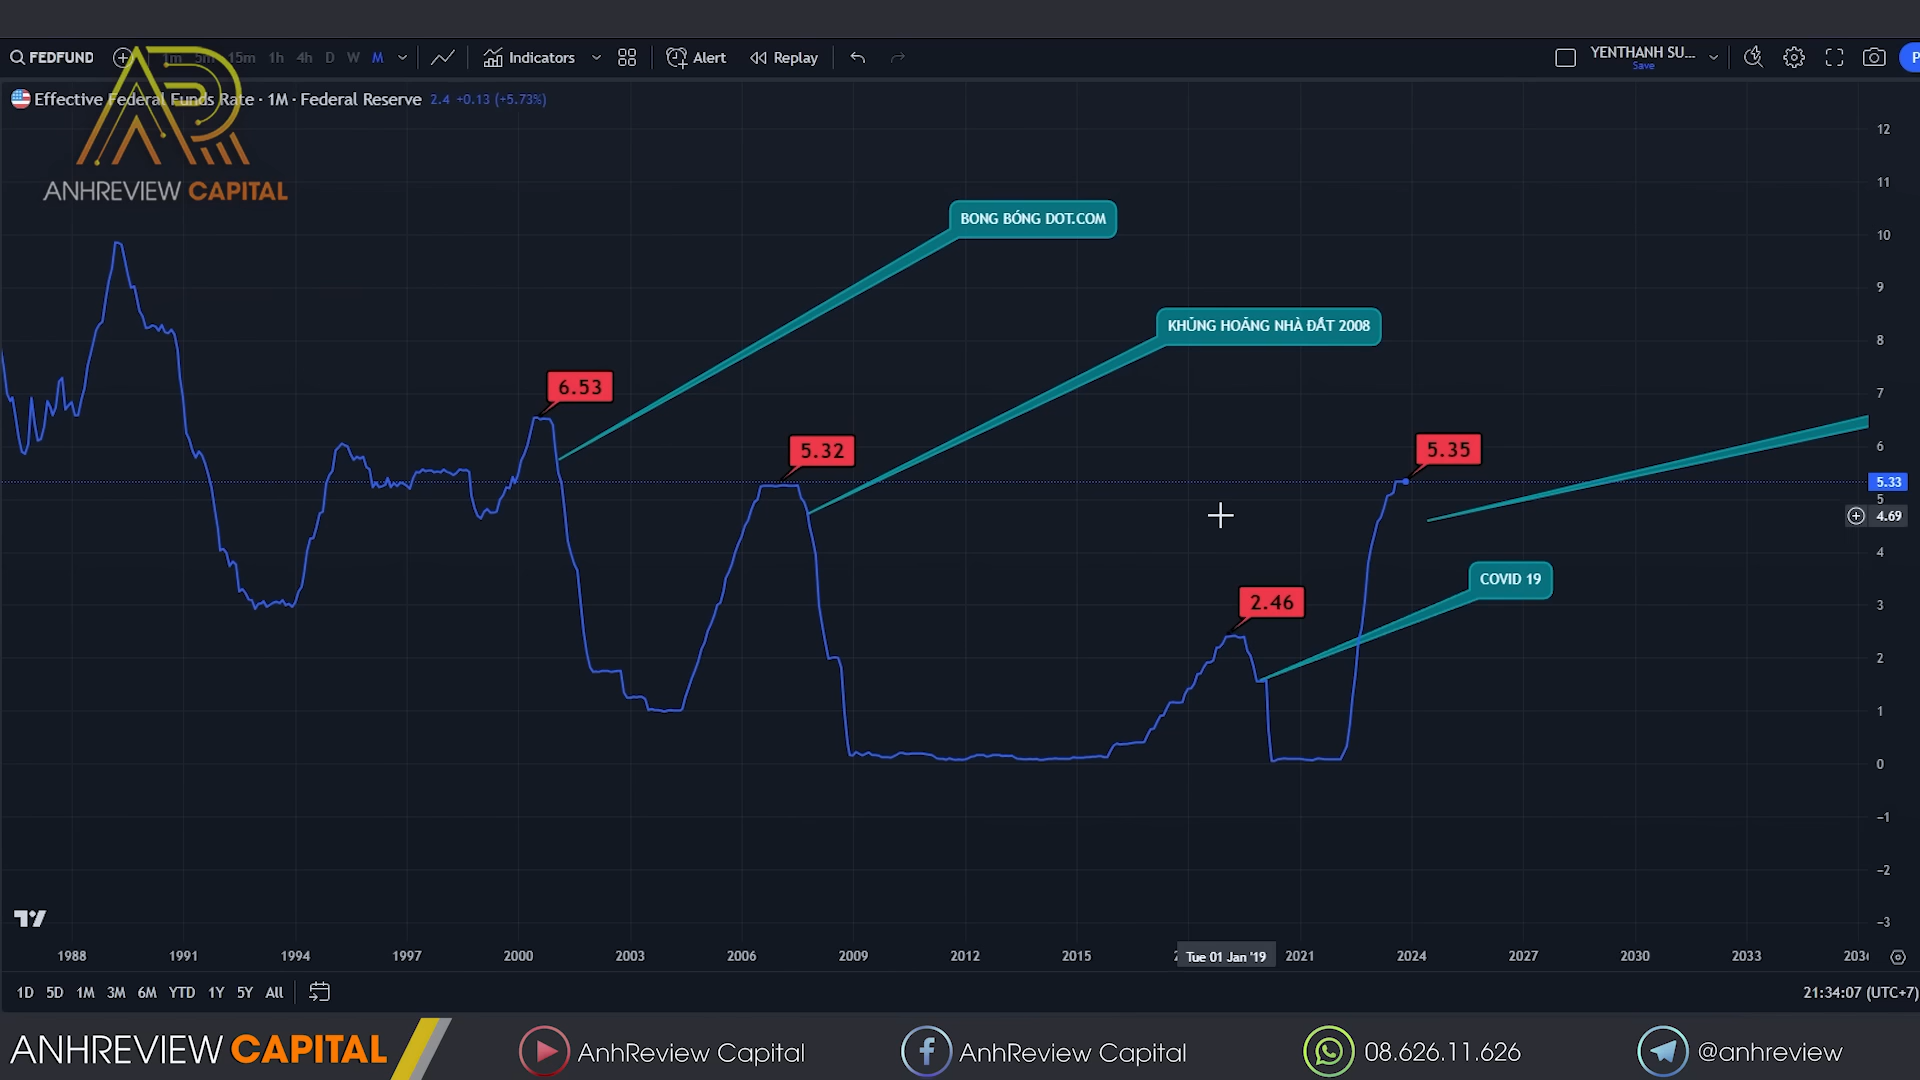 FEDFUND
1m 5m 15m 1h 4h D W M
Indicators
Alert
Replay
YENTHANH SU...
Save
Effective Federal Funds Rate · 1M · Federal Reserve 2.4 +0.13 (+5.73%)
ANHREVIEW CAPITAL
BONG BÓNG DOT.COM
KHỦNG HOẢNG NHÀ ĐẤT 2008
6.53
5.32
5.35
COVID 19
2.46
12
11
10
9
8
7
6
5.33
5
4.69
4
3
2
1
0
−1
−2
−3
1988 1991 1994 1997 2000 2003 2006 2009 2012 2015 Tue 01 Jan '19 2021 2024 2027 2030 2033
1D 5D 1M 3M 6M YTD 1Y 5Y All
21:34:07 (UTC+7)
ANHREVIEW CAPITAL
AnhReview Capital
AnhReview Capital
08.626.11.626
@anhreview